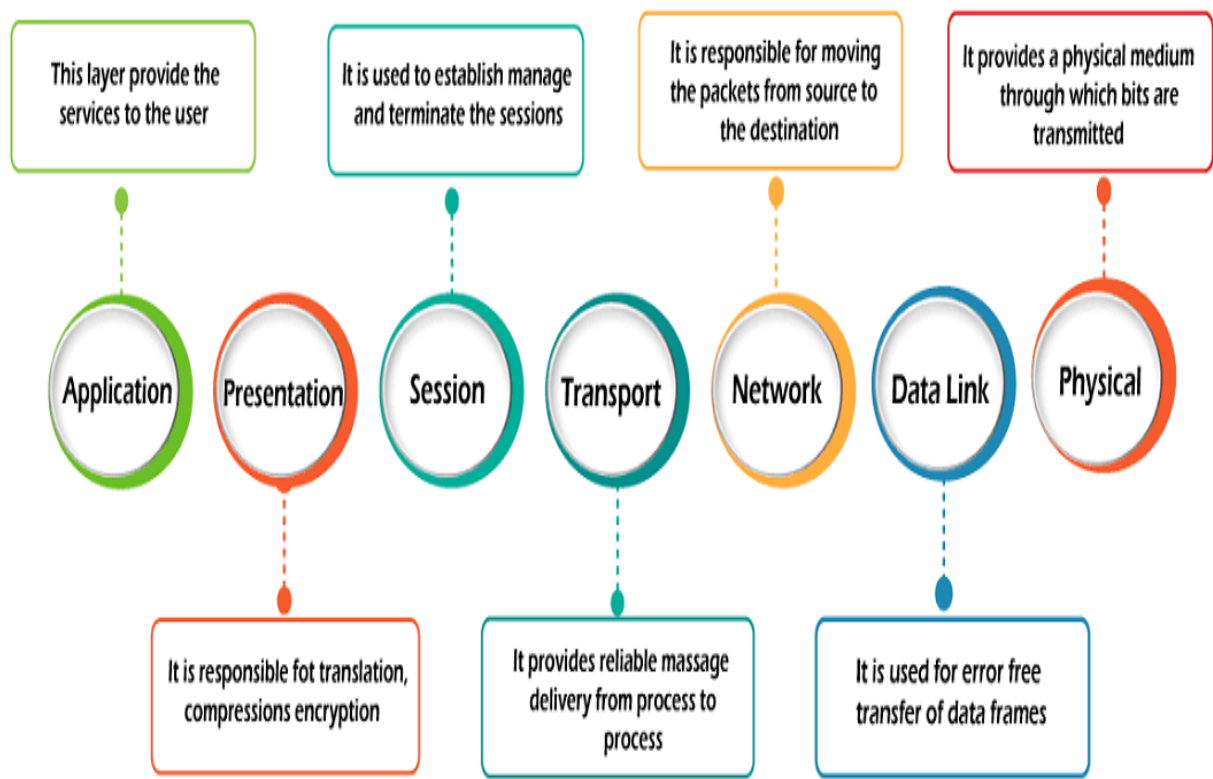 This layer provide the
services to the user
It is used to establish manage
and terminate the sessions
It is responsible for moving
the packets from source to
the destination
It provides a physical medium
through which bits are
transmitted
Application
Presentation
Session
Transport
Network
Data Link
Physical
It is responsible fot translation,
compressions encryption
It provides reliable massage
delivery from process to
process
It is used for error free
transfer of data frames